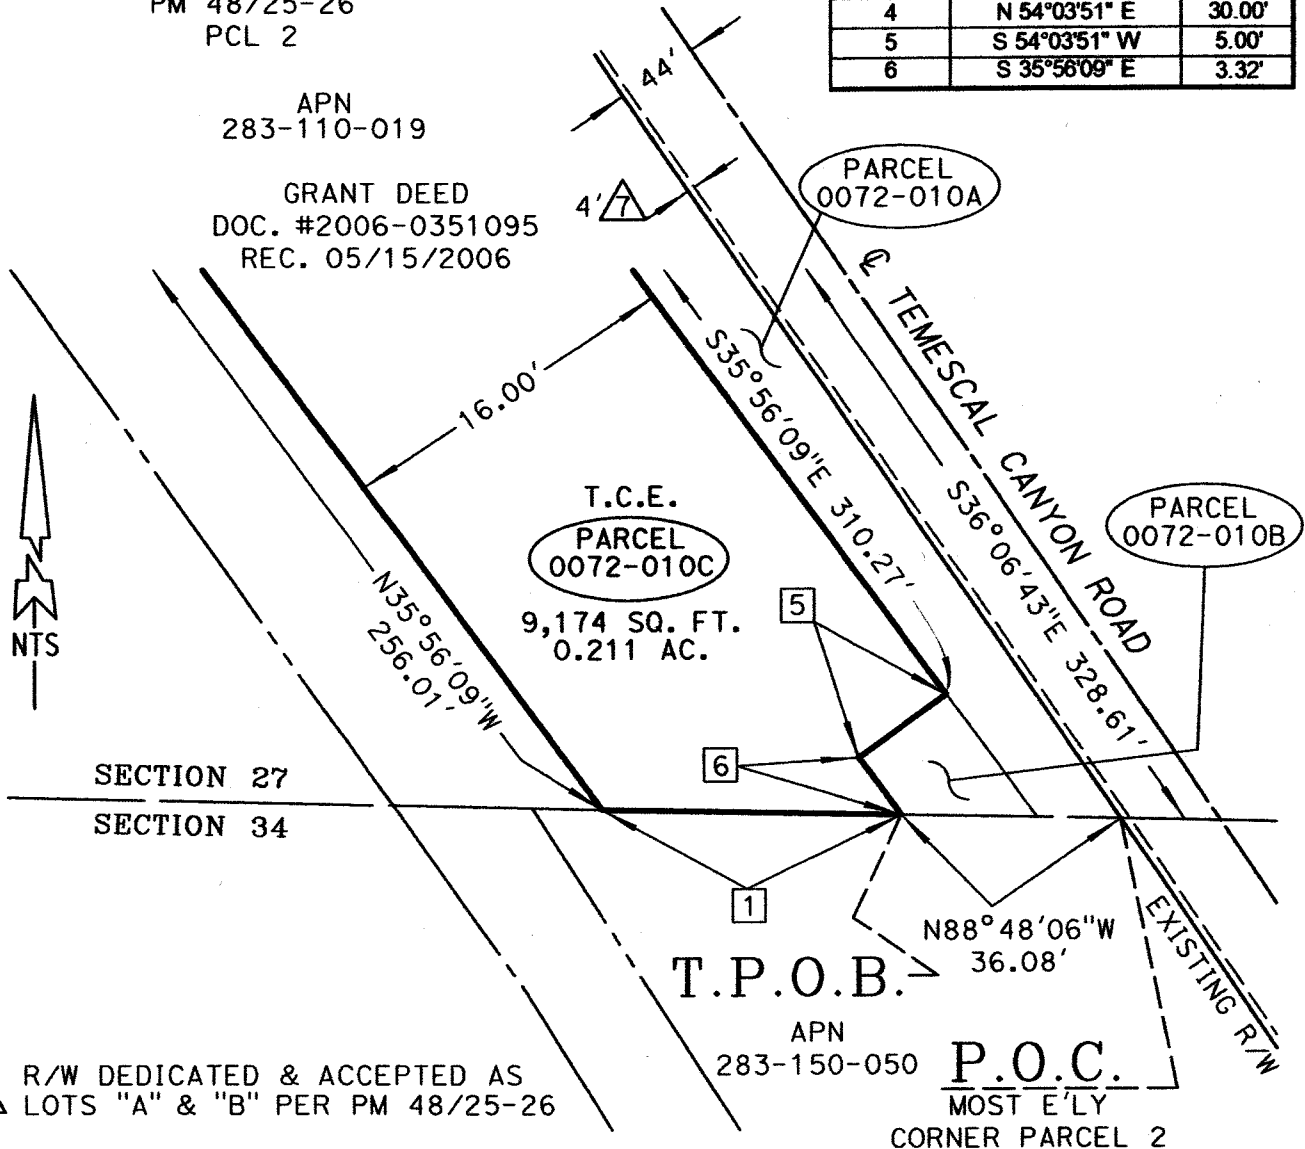 PM 48/25-26
PCL 2
APN
283-110-019
GRANT DEED
DOC. #2006-0351095
REC. 05/15/2006
4 N 54°03'51" E 30.00'
5 S 54°03'51" W 5.00'
6 S 35°56'09" E 3.32'
44'
4' 7
PARCEL
0072-010A
℄ TEMESCAL CANYON ROAD
16.00'
S35°56'09"E 310.27'
S36°06'43"E 328.61'
PARCEL
0072-010B
T.C.E.
PARCEL
0072-010C
9,174 SQ. FT.
0.211 AC.
N35°56'09"W
256.01'
NTS
5
6
SECTION 27
SECTION 34
1
N88°48'06"W
36.08'
T.P.O.B.
EXISTING R/W
APN
283-150-050
P.O.C.
MOST E'LY
CORNER PARCEL 2
R/W DEDICATED & ACCEPTED AS
LOTS "A" & "B" PER PM 48/25-26